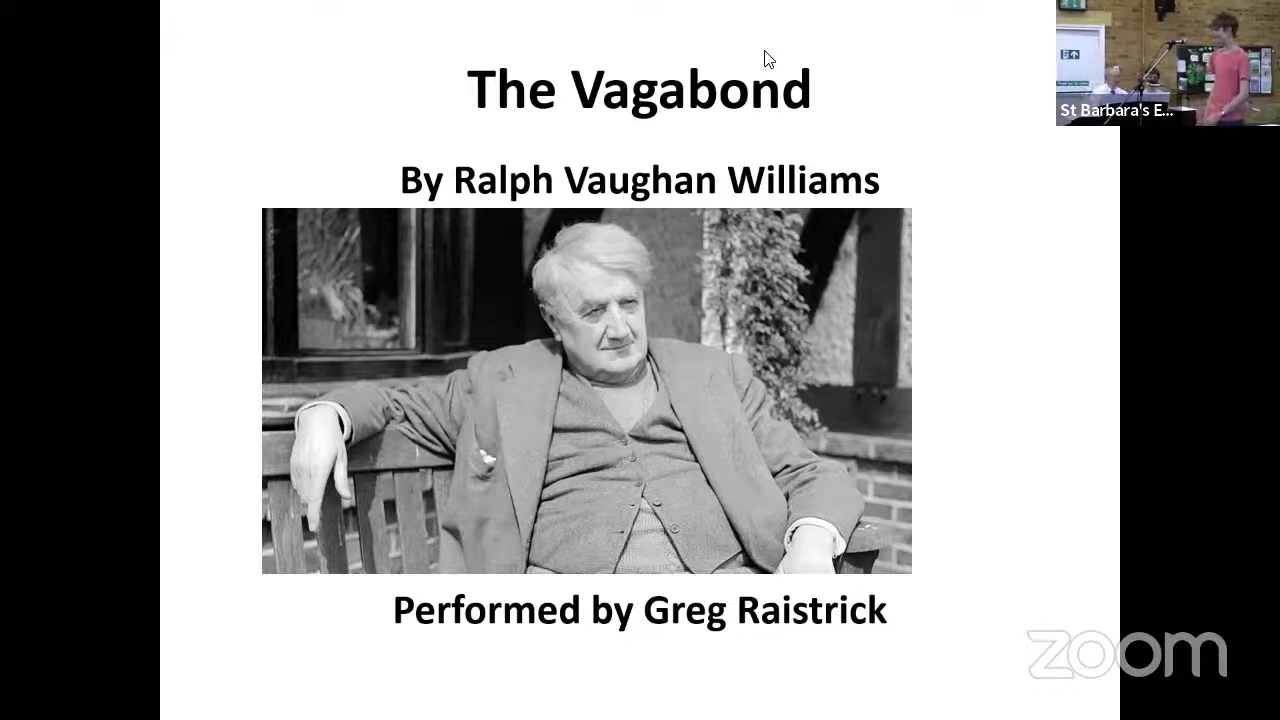 The Vagabond
By Ralph Vaughan Williams
St Barbara's E...
Performed by Greg Raistrick
zoom